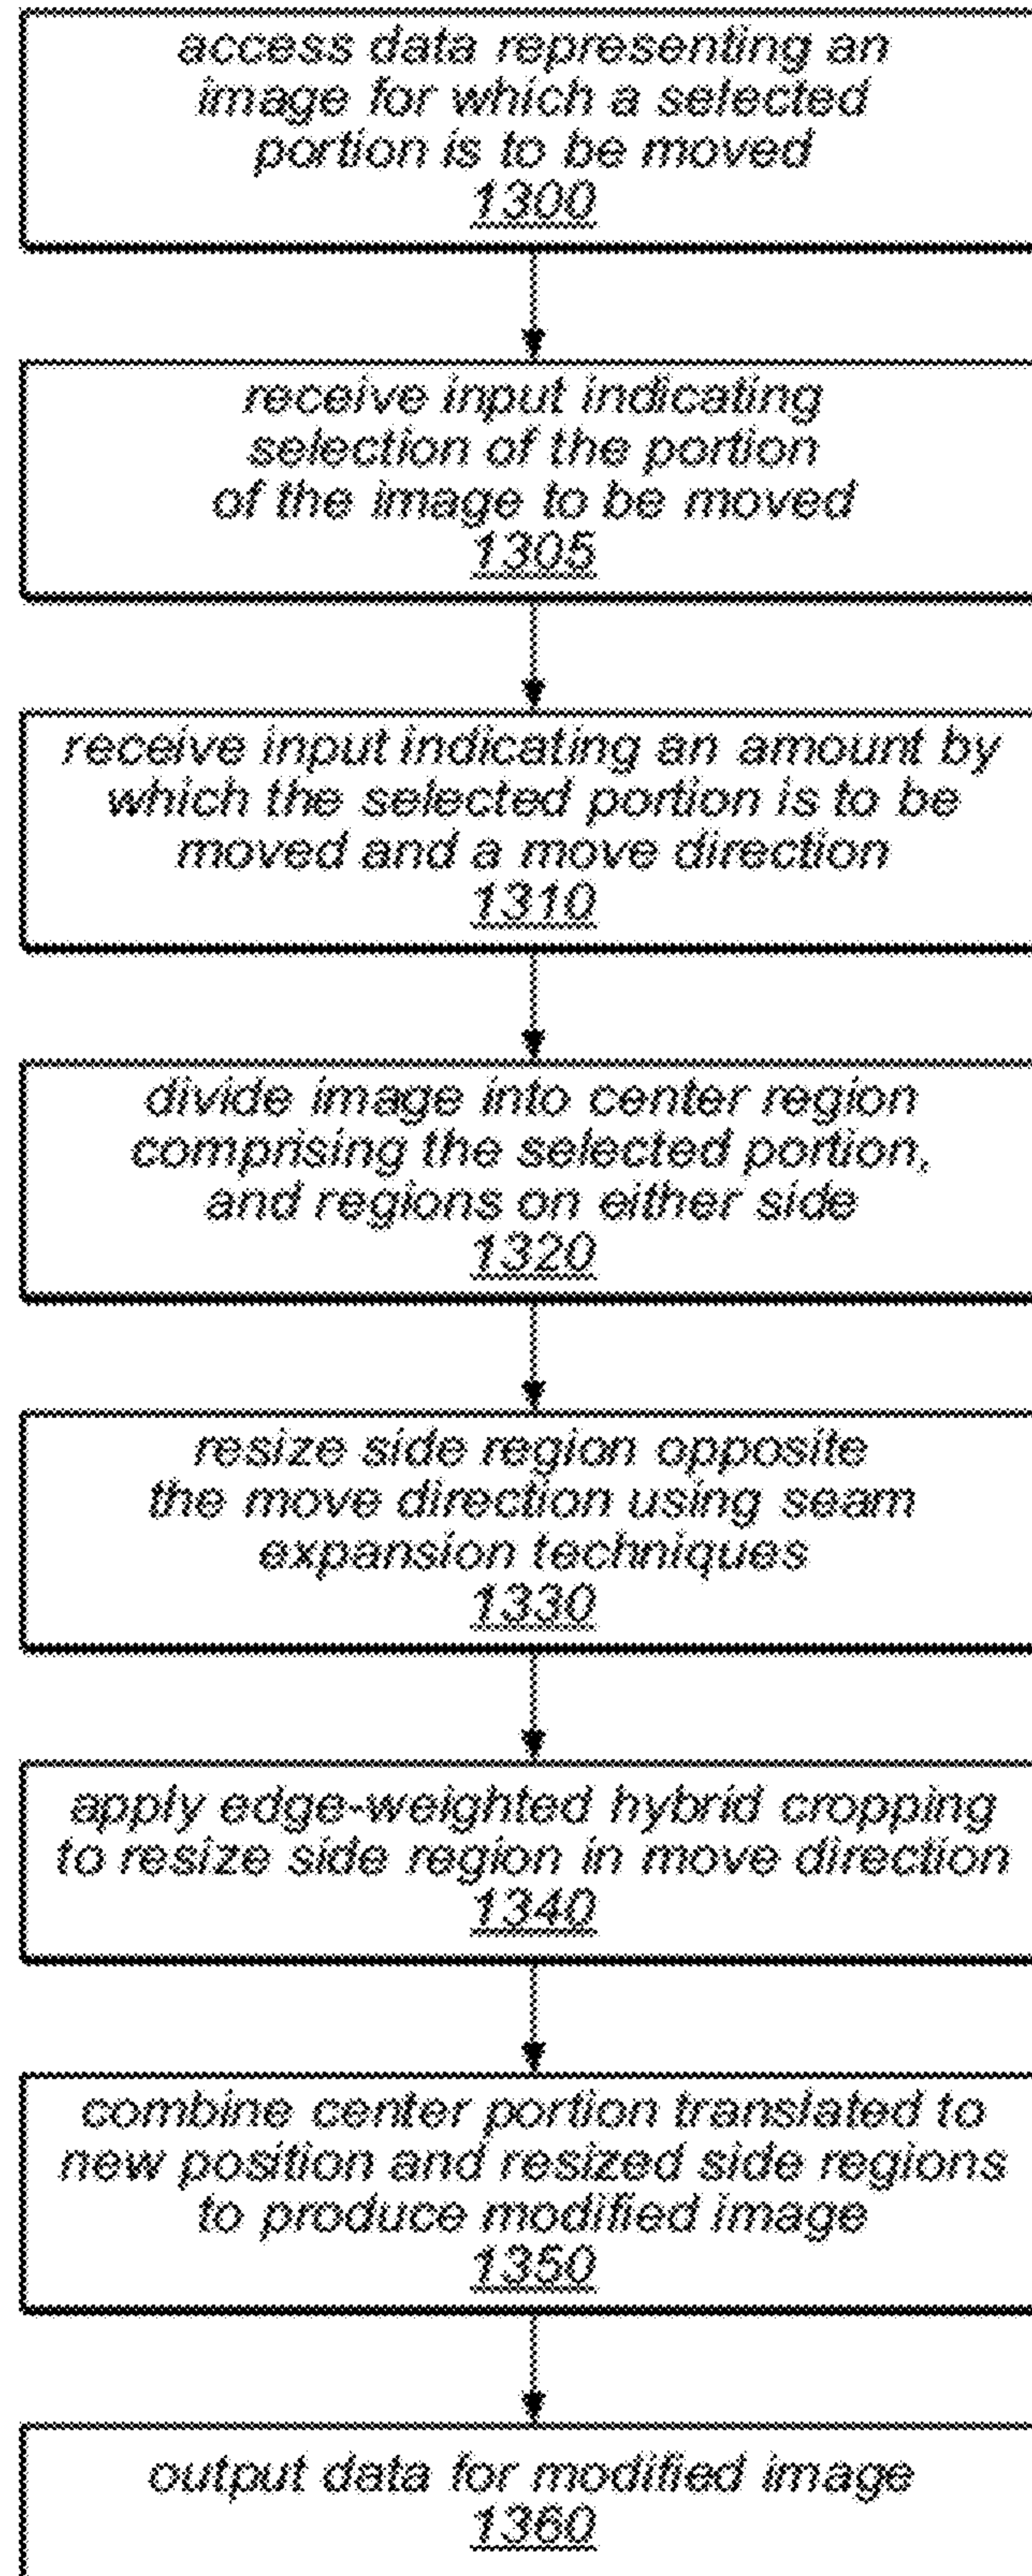 access data representing an
image for which a selected
portion is to be moved
1300
receive input indicating
selection of the portion
of the image to be moved
1305
receive input indicating an amount by
which the selected portion is to be
moved and a move direction
1310
divide image into center region
comprising the selected portion,
and regions on either side
1320
resize side region opposite
the move direction using seam
expansion techniques
1330
apply edge-weighted hybrid cropping
to resize side region in move direction
1340
combine center portion translated to
new position and resized side regions
to produce modified image
1350
output data for modified image
1360